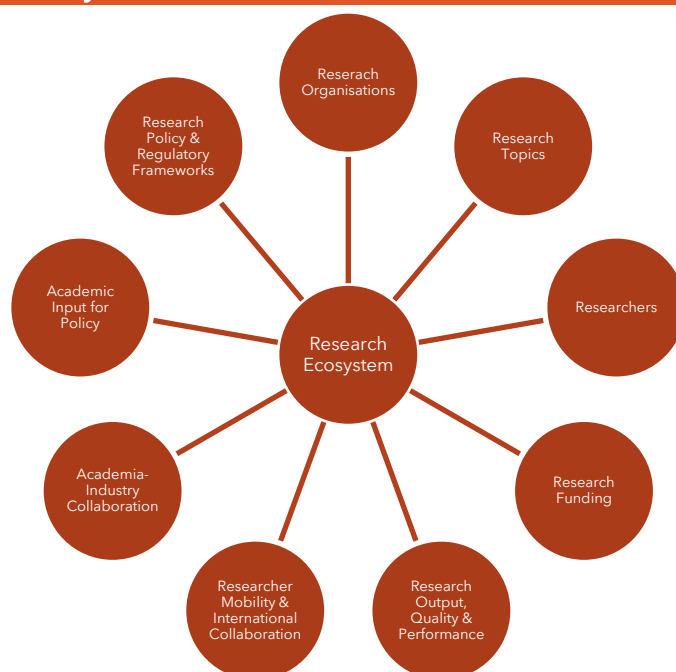 Reserach
Organisations
Research
Topics
Researchers
Research
Funding
Research
Output,
Quality &
Performance
Researcher
Mobility &
International
Collaboration
Academia-
Industry
Collaboration
Academic
Input for
Policy
Research
Policy &
Regulatory
Frameworks
Research
Ecosystem